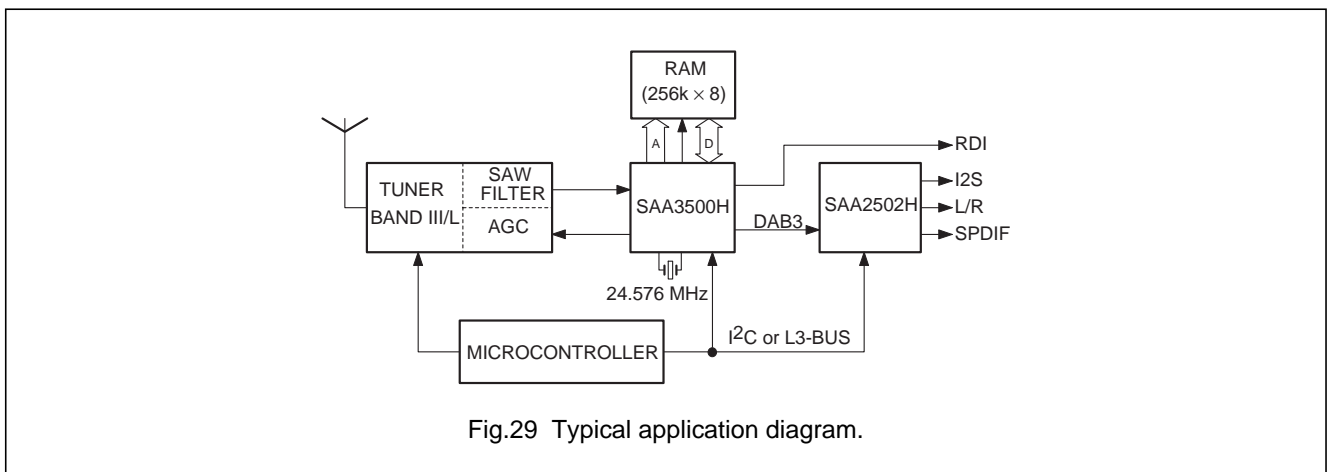 RAM
(256k × 8)
A
D
RDI
TUNER
BAND III/L
SAW
FILTER
AGC
SAA3500H
SAA2502H
I2S
L/R
SPDIF
DAB3
24.576 MHz
MICROCONTROLLER
I2C or L3-BUS
Fig.29 Typical application diagram.